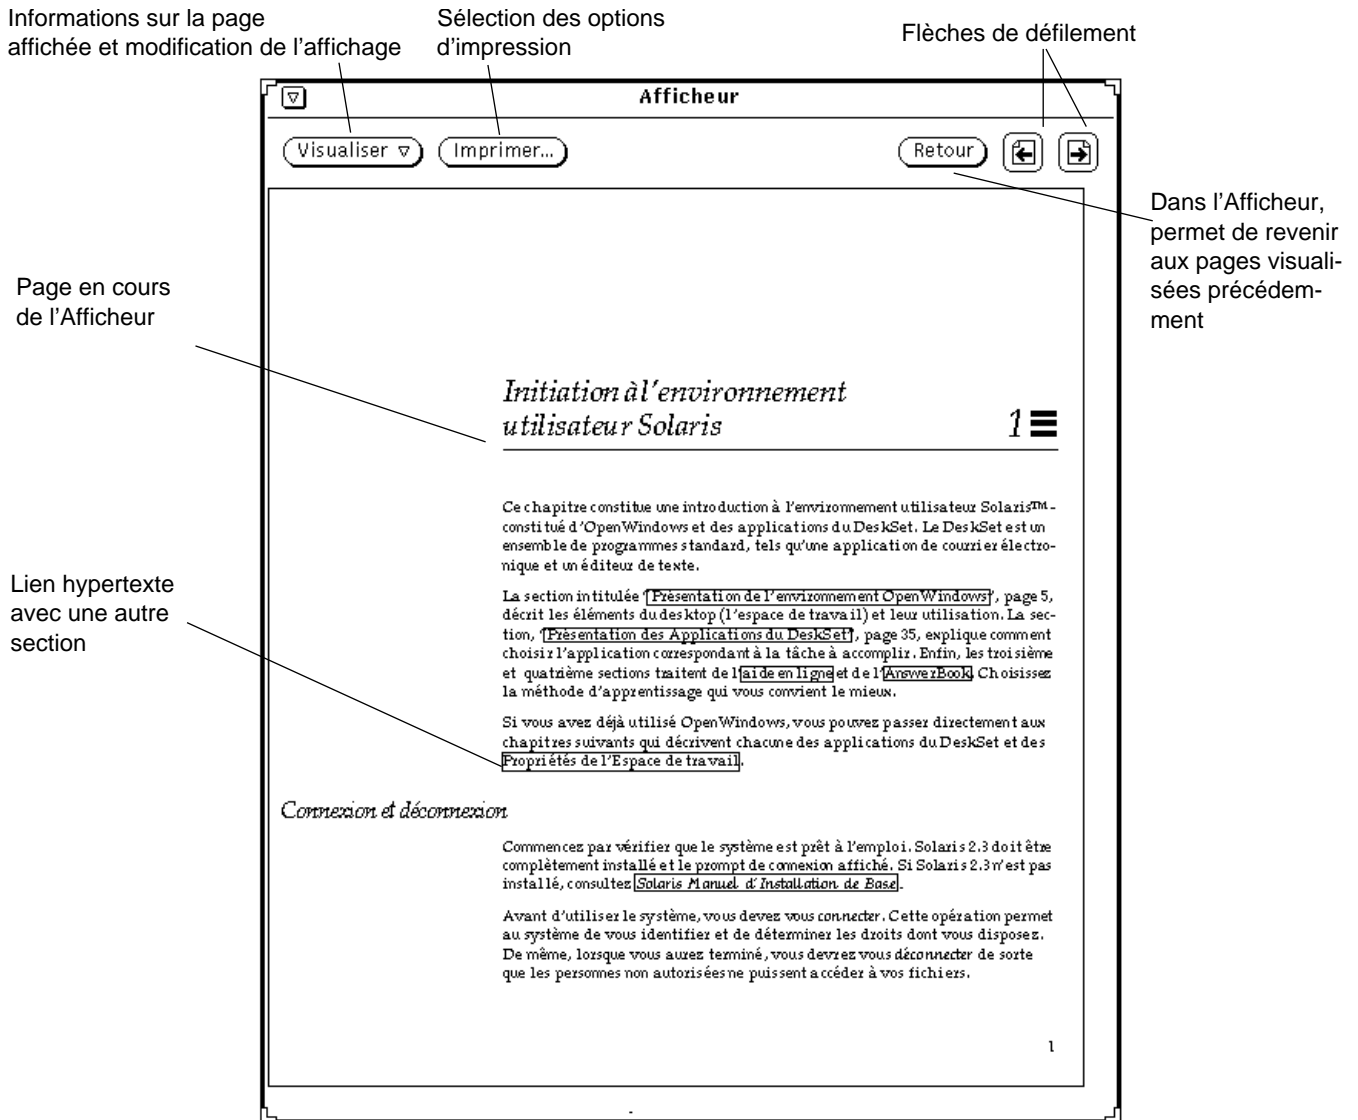 Informations sur la page
affichée et modification de l’affichage
Sélection des options
d’impression
Flèches de défilement
Afficheur
Visualiser
Imprimer...
Retour
Dans l’Afficheur,
permet de revenir
aux pages visuali-
sées précédem-
ment
Page en cours
de l’Afficheur
Initiation à l’environnement
utilisateur Solaris
1
Ce chapitre constitue une introduction à l’environnement utilisateur Solaris™ -
constitué d’OpenWindows et des applications du DeskSet. Le DeskSet est un
ensemble de programmes standard, tels qu’une application de courrier électro-
nique et un éditeur de texte.
Lien hypertexte
avec une autre
section
La section intitulée "Présentation de l’environnement OpenWindows", page 5,
décrit les éléments du desktop (l’espace de travail) et leur utilisation. La sec-
tion, "Présentation des Applications du DeskSet", page 35, explique comment
choisir l’application correspondant à la tâche à accomplir. Enfin, les troisième
et quatrième sections traitent de l’aide en ligne et de l’AnswerBook. Choisissez
la méthode d’apprentissage qui vous convient le mieux.
Si vous avez déjà utilisé OpenWindows, vous pouvez passer directement aux
chapitres suivants qui décrivent chacune des applications du DeskSet et des
Propriétés de l’Espace de travail.
Connexion et déconnexion
Commencez par vérifier que le système est prêt à l’emploi. Solaris 2.3 doit être
complètement installé et le prompt de connexion affiché. Si Solaris 2.3 n’est pas
installé, consultez Solaris Manuel d’Installation de Base.
Avant d’utiliser le système, vous devez vous connecter. Cette opération permet
au système de vous identifier et de déterminer les droits dont vous disposez.
De même, lorsque vous aurez terminé, vous devrez vous déconnecter de sorte
que les personnes non autorisées ne puissent accéder à vos fichiers.
1